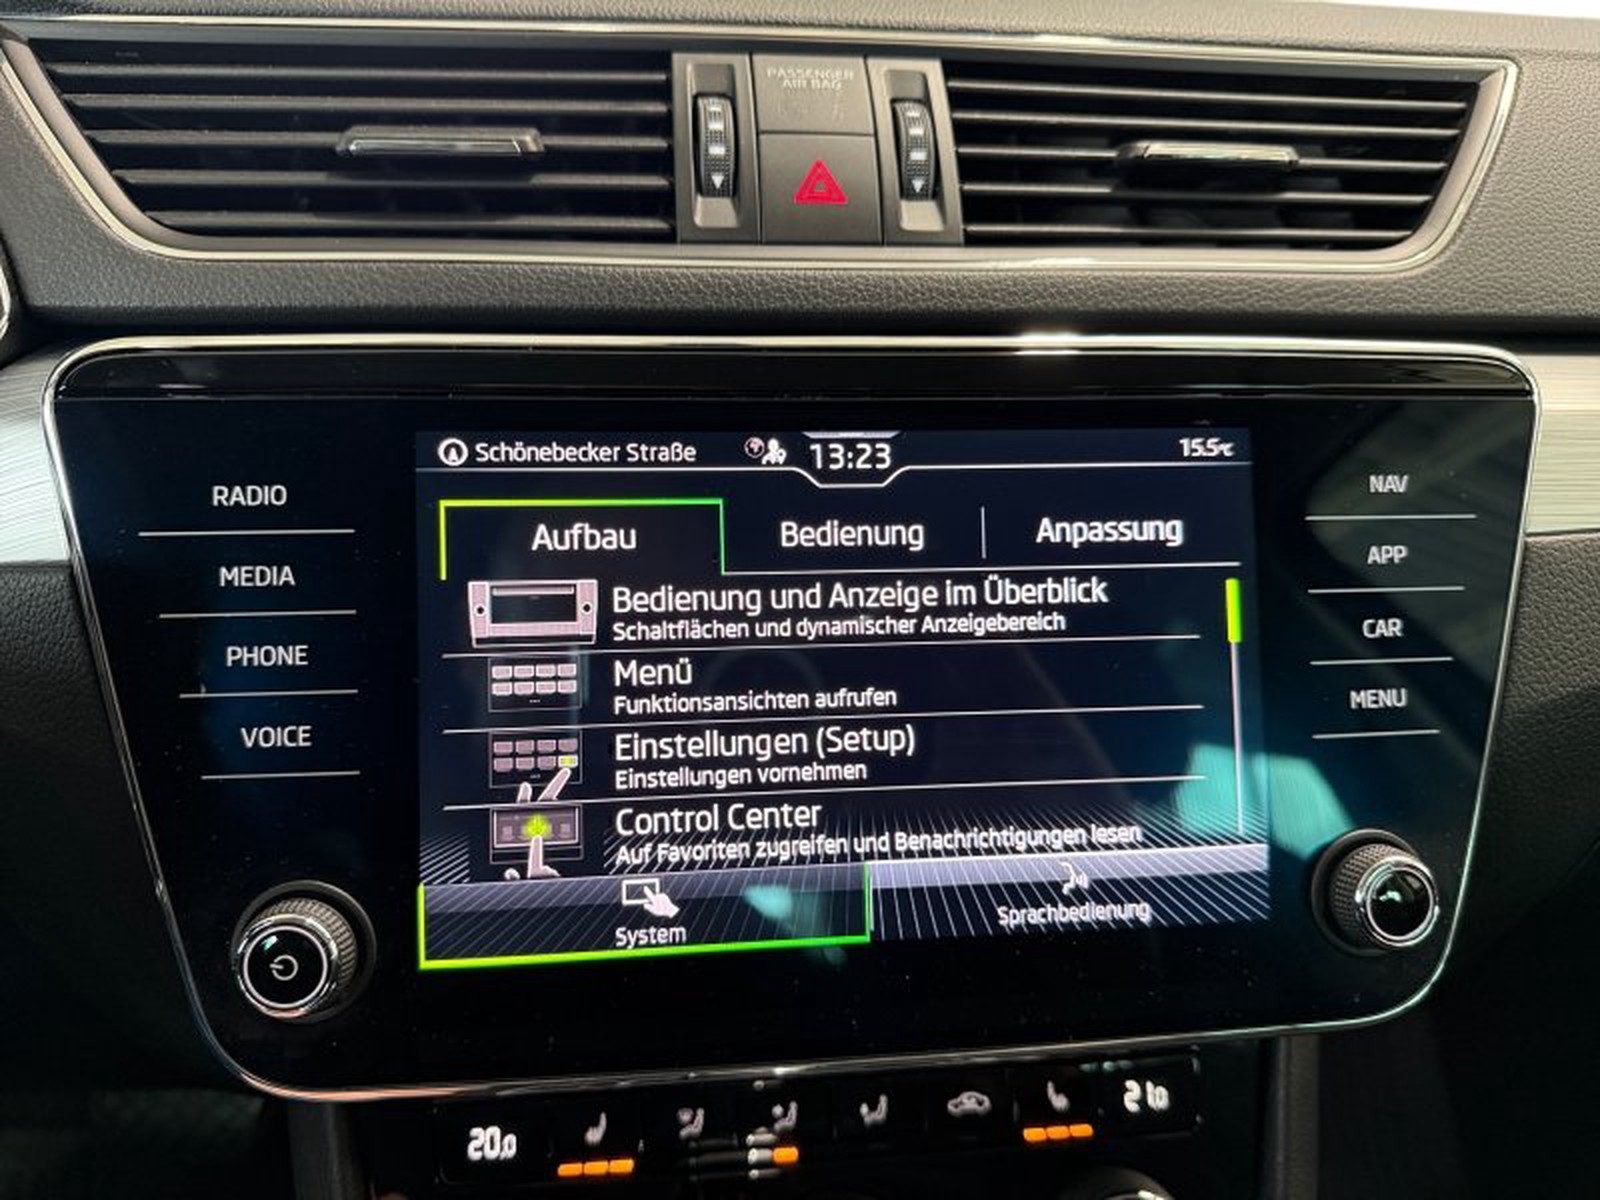 PASSENGER
AIR BAG
Schönebecker Straße
13:23
15.5°C
RADIO
MEDIA
PHONE
VOICE
NAV
APP
CAR
MENU
Aufbau
Bedienung
Anpassung
Bedienung und Anzeige im Überblick
Schaltflächen und dynamischer Anzeigebereich
Menü
Funktionsansichten aufrufen
Einstellungen (Setup)
Einstellungen vornehmen
Control Center
Auf Favoriten zugreifen und Benachrichtigungen lesen
System
Sprachbedienung
20.0
21.0